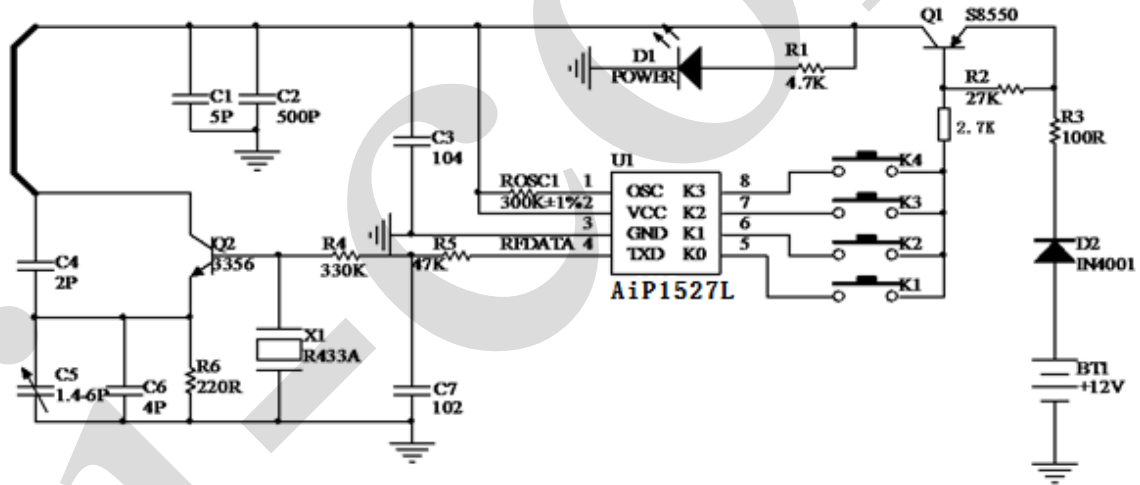 Q1 S8550
D1
POWER
R1
4.7K
R2
27K
2.7K
R3
100R
C1
5P
C2
500P
C3
104
U1
ROSC1
300K±1%
1
2
3
4
OSC K3
VCC K2
GND K1
TXD K0
8
7
6
5
RFDATA
AiP1527L
K4
K3
K2
K1
Q2
3356
R4
330K
R5
47K
C4
2P
C5
1.4-6P
C6
4P
R6
220R
X1
R433A
C7
102
D2
IN4001
BT1
+12V